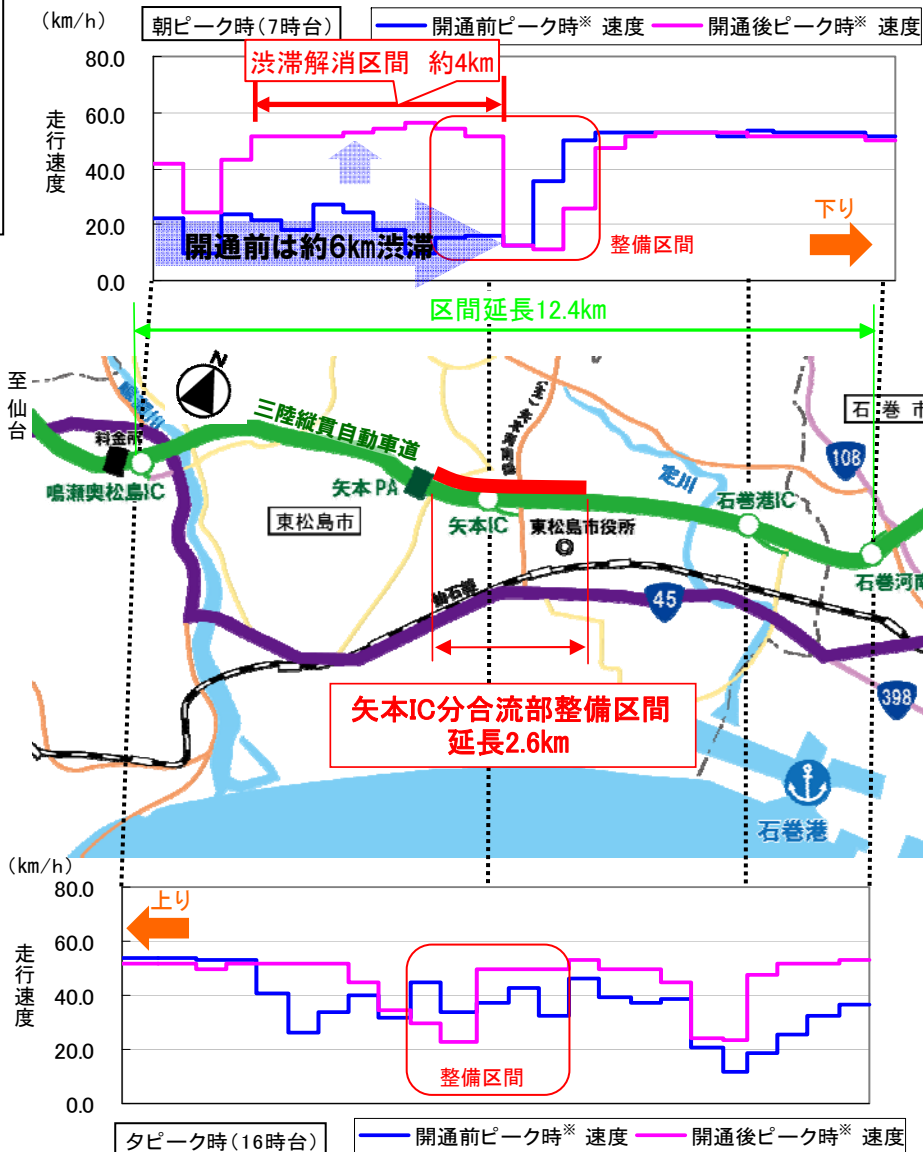 (km/h)
朝ピーク時(7時台)
開通前ピーク時※ 速度
開通後ピーク時※ 速度
80.0
60.0
40.0
20.0
0.0
走行速度
渋滞解消区間 約4km
開通前は約6km渋滞
整備区間
下り
区間延長12.4km
至仙台
N
料金所
鳴瀬奥松島IC
三陸縦貫自動車道
矢本PA
矢本IC
東松島市
東松島市役所
定川
石巻港IC
石巻市
108
石巻河南
仙石線
45
398
矢本IC分合流部整備区間
延長2.6km
石巻港
(km/h)
80.0
60.0
40.0
20.0
0.0
走行速度
上り
整備区間
夕ピーク時(16時台)
開通前ピーク時※ 速度
開通後ピーク時※ 速度